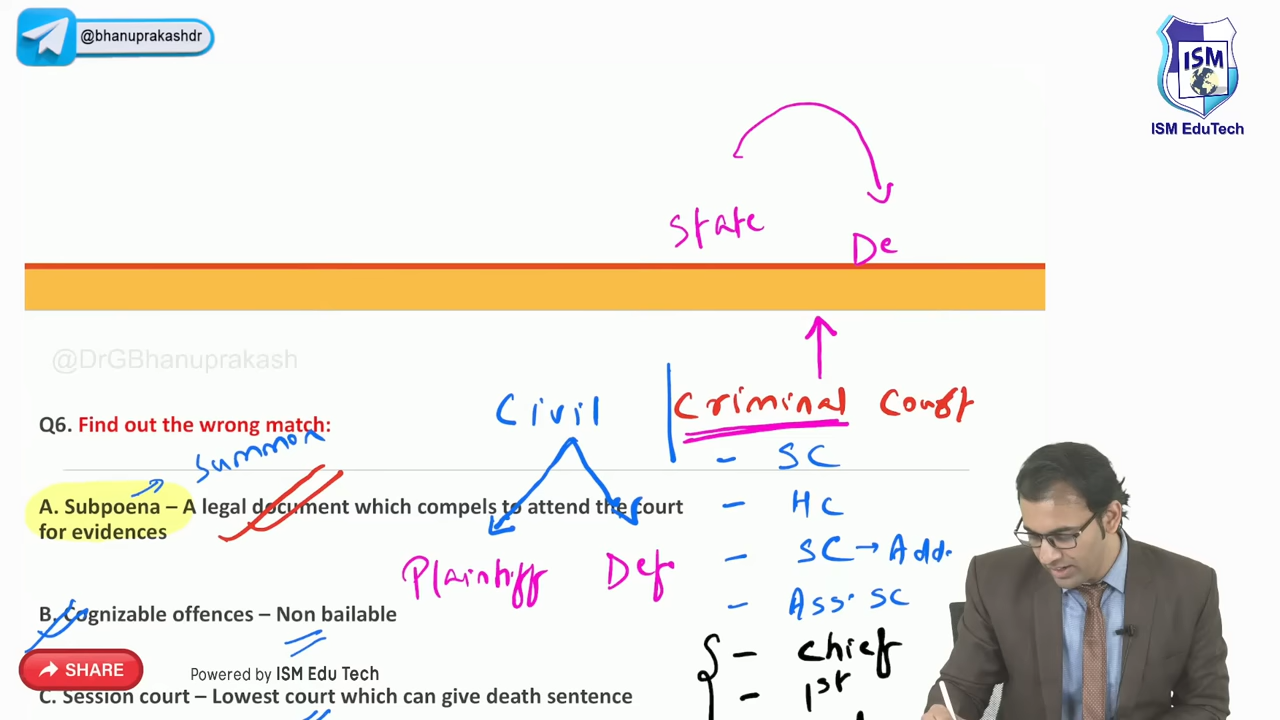 @bhanuprakashdr
ISM
ISM EduTech
State
De
@DrGBhanuprakash
Civil
Criminal Court
Q6. Find out the wrong match:
Summon
- SC
A. Subpoena – A legal document which compels to attend the court
for evidences
- HC
- SC → Add.
Plaintiff
Def
- Ass. SC
B. Cognizable offences – Non bailable
- chief
SHARE
Powered by ISM Edu Tech
- 1st
C. Session court – Lowest court which can give death sentence